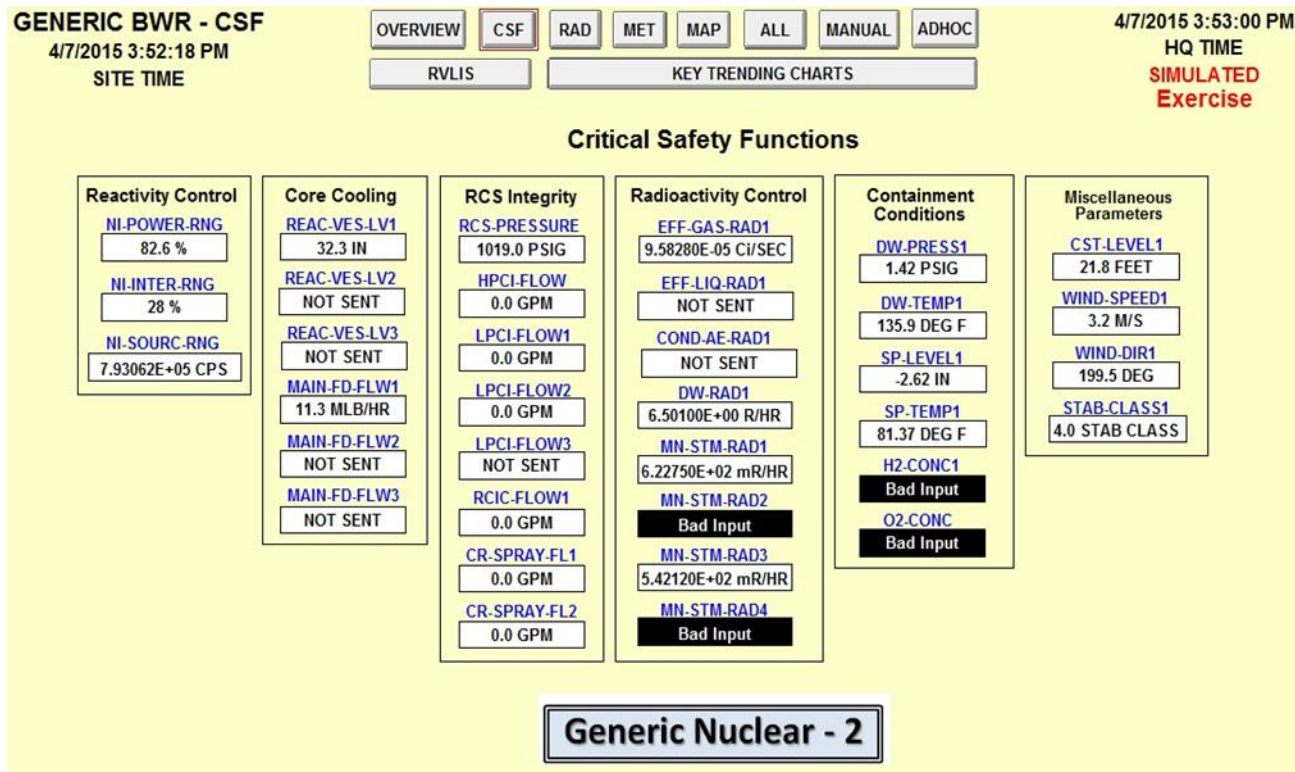 GENERIC BWR - CSF
4/7/2015 3:52:18 PM
SITE TIME
OVERVIEW
CSF
RAD
MET
MAP
ALL
MANUAL
ADHOC
RVLIS
KEY TRENDING CHARTS
4/7/2015 3:53:00 PM
HQ TIME
SIMULATED
Exercise
Critical Safety Functions
Reactivity Control
NI-POWER-RNG
82.6 %
NI-INTER-RNG
28 %
NI-SOURC-RNG
7.93062E+05 CPS
Core Cooling
REAC-VES-LV1
32.3 IN
REAC-VES-LV2
NOT SENT
REAC-VES-LV3
NOT SENT
MAIN-FD-FLW1
11.3 MLB/HR
MAIN-FD-FLW2
NOT SENT
MAIN-FD-FLW3
NOT SENT
RCS Integrity
RCS-PRESSURE
1019.0 PSIG
HPCI-FLOW
0.0 GPM
LPCI-FLOW1
0.0 GPM
LPCI-FLOW2
0.0 GPM
LPCI-FLOW3
NOT SENT
RCIC-FLOW1
0.0 GPM
CR-SPRAY-FL1
0.0 GPM
CR-SPRAY-FL2
0.0 GPM
Radioactivity Control
EFF-GAS-RAD1
9.58280E-05 Ci/SEC
EFF-LIQ-RAD1
NOT SENT
COND-AE-RAD1
NOT SENT
DW-RAD1
6.50100E+00 R/HR
MN-STM-RAD1
6.22750E+02 mR/HR
MN-STM-RAD2
Bad Input
MN-STM-RAD3
5.42120E+02 mR/HR
MN-STM-RAD4
Bad Input
Containment
Conditions
DW-PRESS1
1.42 PSIG
DW-TEMP1
135.9 DEG F
SP-LEVEL1
-2.62 IN
SP-TEMP1
81.37 DEG F
H2-CONC1
Bad Input
O2-CONC
Bad Input
Miscellaneous
Parameters
CST-LEVEL1
21.8 FEET
WIND-SPEED1
3.2 M/S
WIND-DIR1
199.5 DEG
STAB-CLASS1
4.0 STAB CLASS
Generic Nuclear - 2